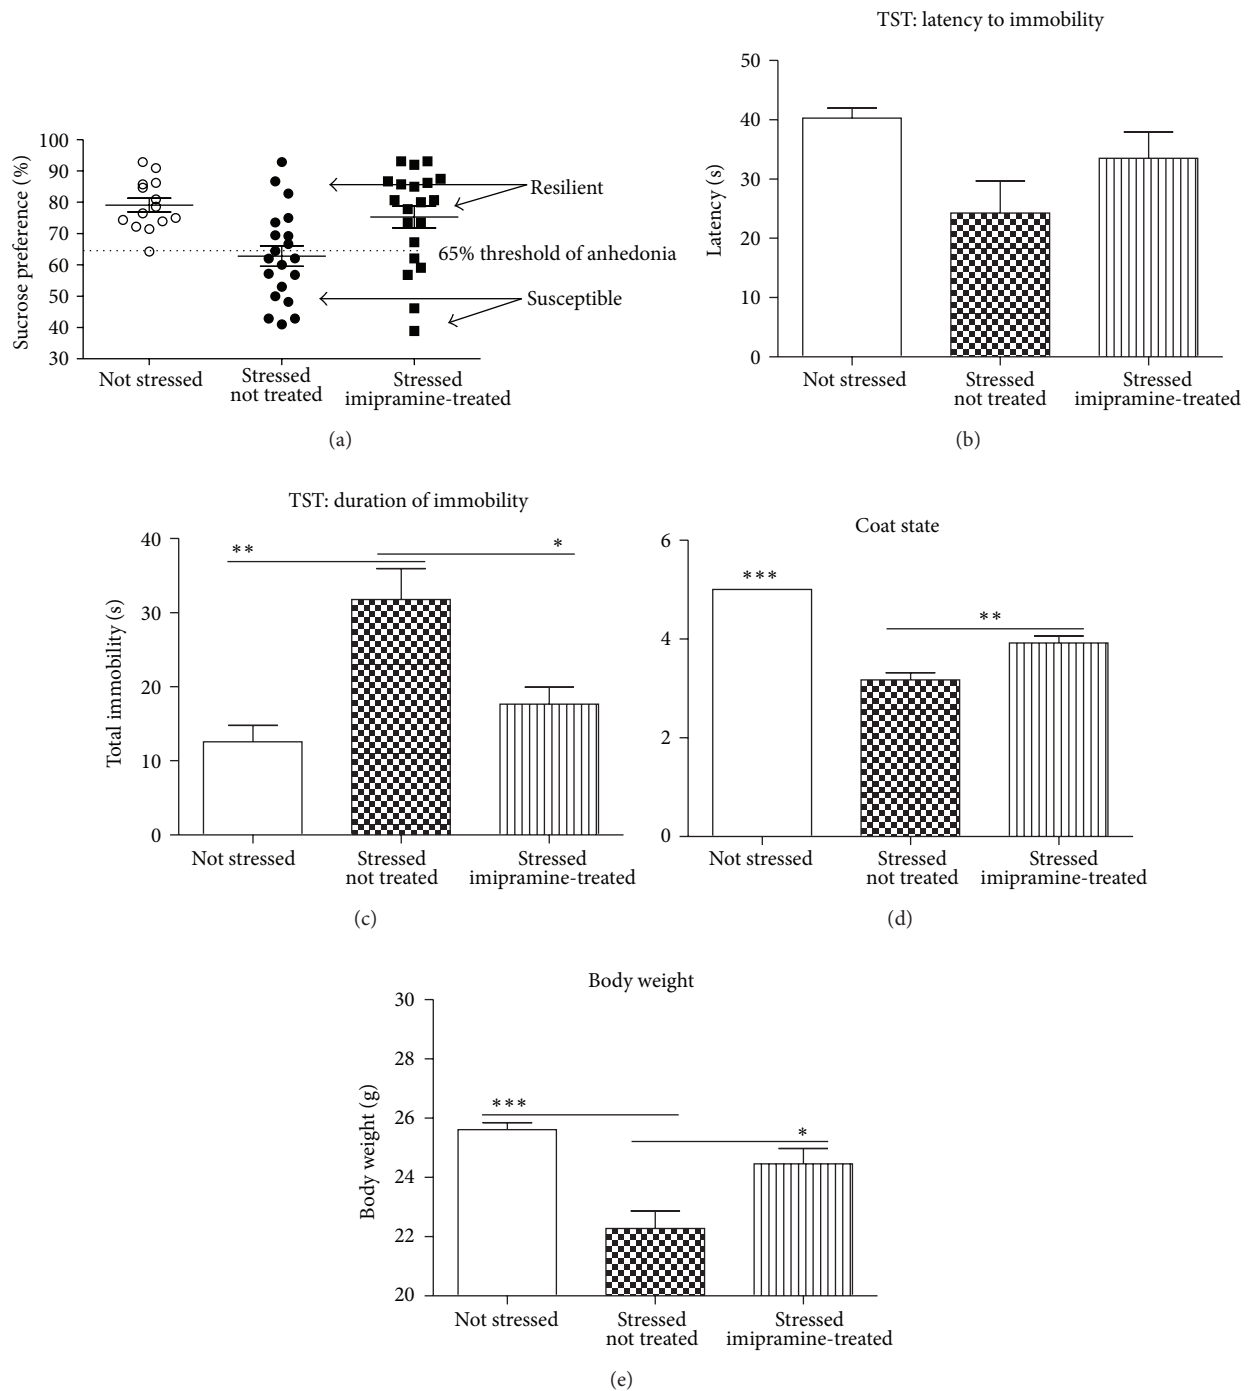 Sucrose preference (%)
100
90
80
70
60
50
40
30
Resilient
65% threshold of anhedonia
Susceptible
Not stressed
Stressed
not treated
Stressed
imipramine-treated
(a)
TST: latency to immobility
Latency (s)
50
40
30
20
10
0
Not stressed
Stressed
not treated
Stressed
imipramine-treated
(b)
TST: duration of immobility
Total immobility (s)
40
30
20
10
0
**
*
Not stressed
Stressed
not treated
Stressed
imipramine-treated
(c)
Coat state
6
4
2
0
***
**
Not stressed
Stressed
not treated
Stressed
imipramine-treated
(d)
Body weight
Body weight (g)
30
28
26
24
22
20
***
*
Not stressed
Stressed
not treated
Stressed
imipramine-treated
(e)